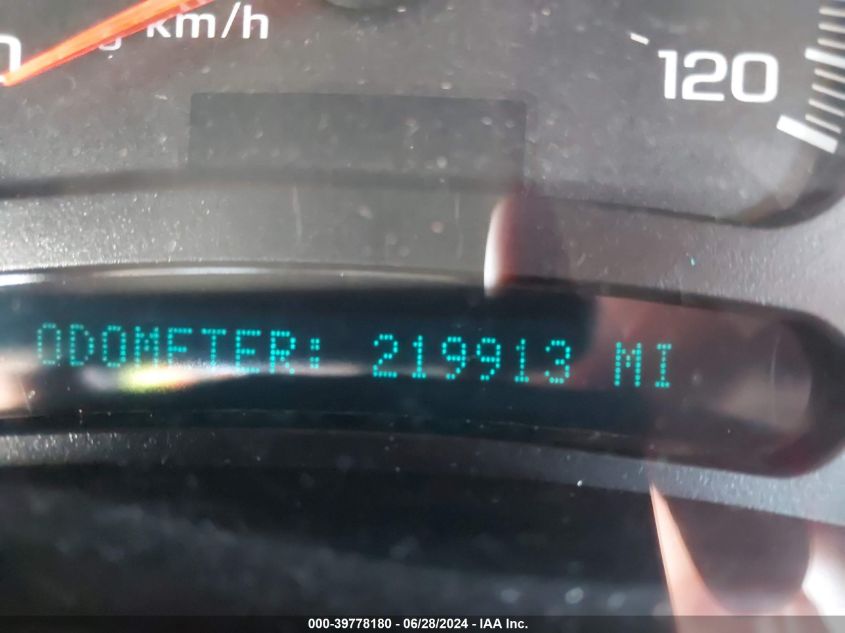 km/h
120
ODOMETER: 219913 MI
000-39778180 - 06/28/2024 - IAA Inc.